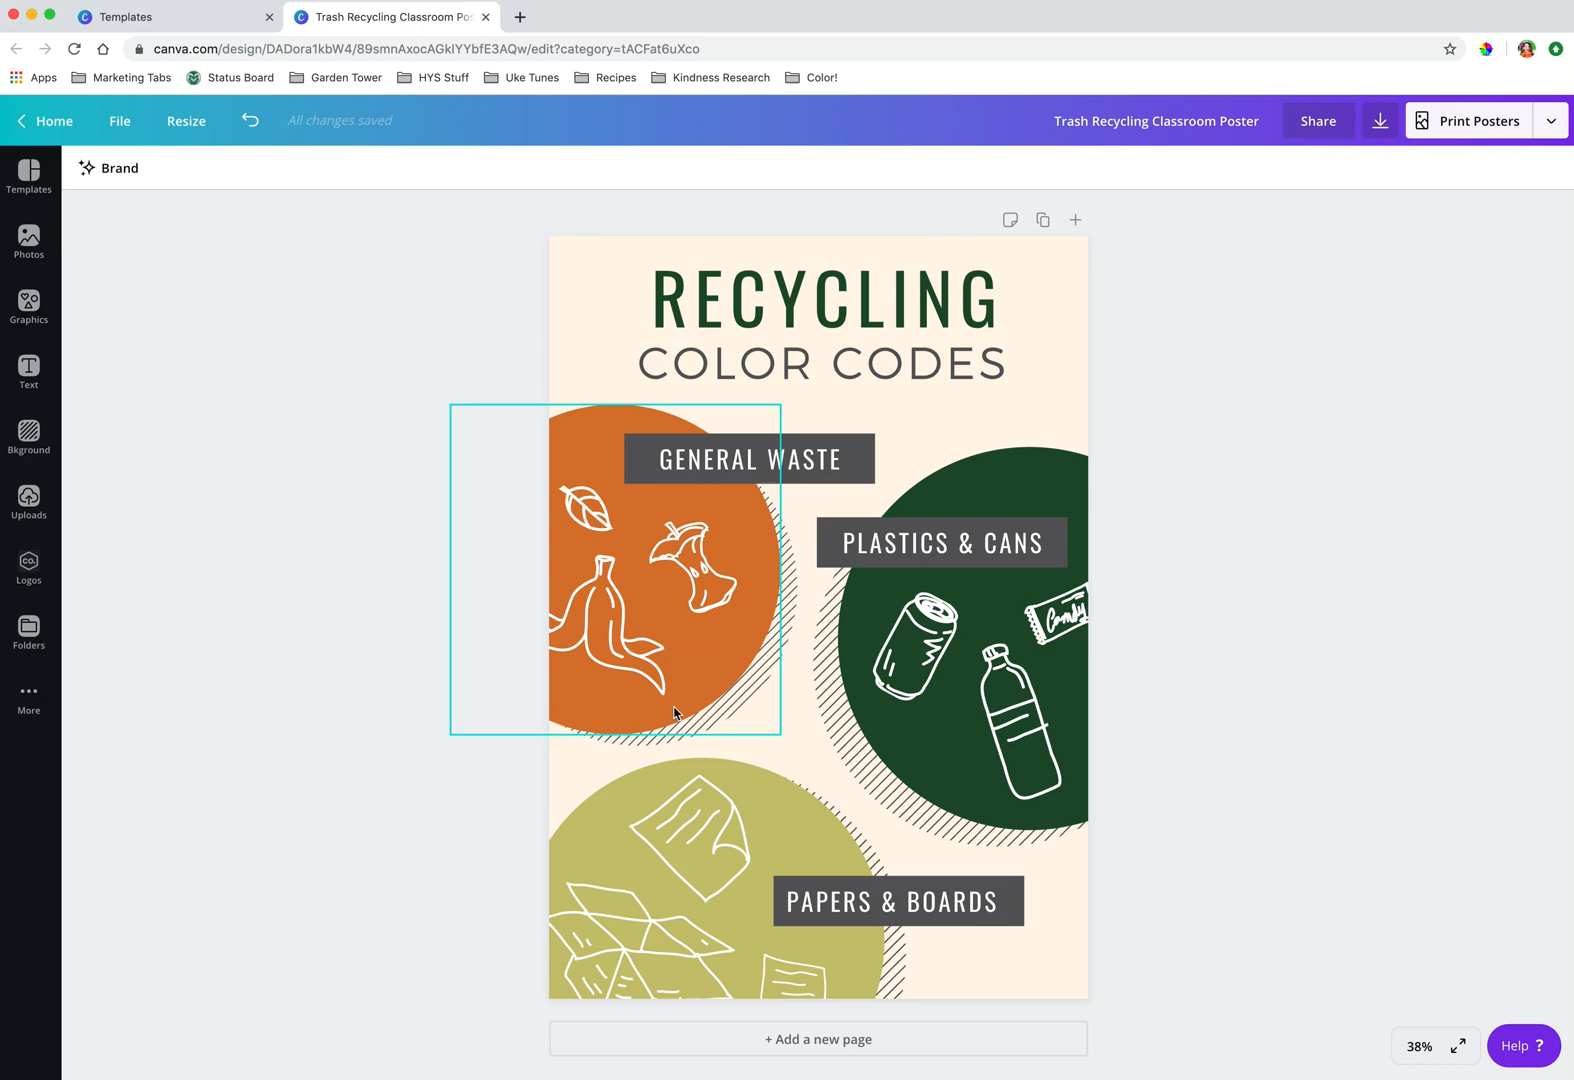 Templates
Trash Recycling Classroom Pos
canva.com/design/DADora1kbW4/89smnAxocAGklYYbfE3AQw/edit?category=tACFat6uXco
Apps Marketing Tabs Status Board Garden Tower HYS Stuff Uke Tunes Recipes Kindness Research Color!
Home File Resize All changes saved Trash Recycling Classroom Poster Share Print Posters
Brand
Templates
Photos
Graphics
Text
Bkground
Uploads
CO.
Logos
Folders
More
RECYCLING
COLOR CODES
GENERAL WASTE
PLASTICS & CANS
Candy
PAPERS & BOARDS
+ Add a new page
38%
Help ?